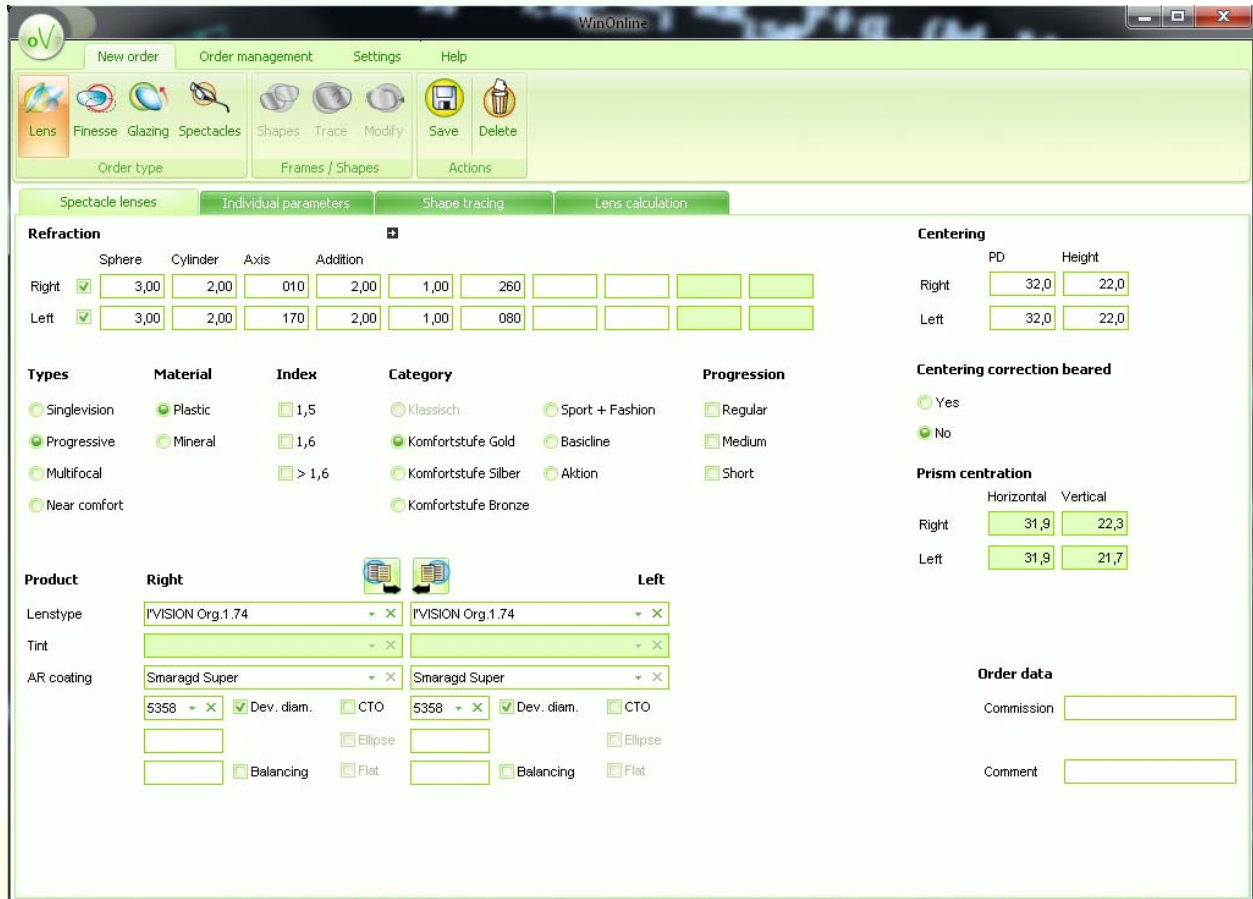 WinOnline
oV
New order Order management Settings Help
Lens Finesse Glazing Spectacles Shapes Trace Modify Save Delete
Order type Frames / Shapes Actions
Spectacle lenses Individual parameters Shape tracing Lens calculation
Refraction Centering
Sphere Cylinder Axis Addition PD Height
Right 3,00 2,00 010 2,00 1,00 260 Right 32,0 22,0
Left 3,00 2,00 170 2,00 1,00 080 Left 32,0 22,0
Types Material Index Category Progression Centering correction beared
Singlevision Plastic 1,5 Klassisch Sport + Fashion Regular Yes
Progressive Mineral 1,6 Komfortstufe Gold Basicline Medium No
Multifocal > 1,6 Komfortstufe Silber Aktion Short Prism centration
Near comfort Komfortstufe Bronze Horizontal Vertical
Right 31,9 22,3
Left 31,9 21,7
Product Right Left
Lenstype I'VISION Org.1.74 I'VISION Org.1.74
Tint
AR coating Smaragd Super Smaragd Super Order data
5358 Dev. diam. CTO 5358 Dev. diam. CTO Commission
Ellipse Ellipse
Balancing Flat Balancing Flat Comment